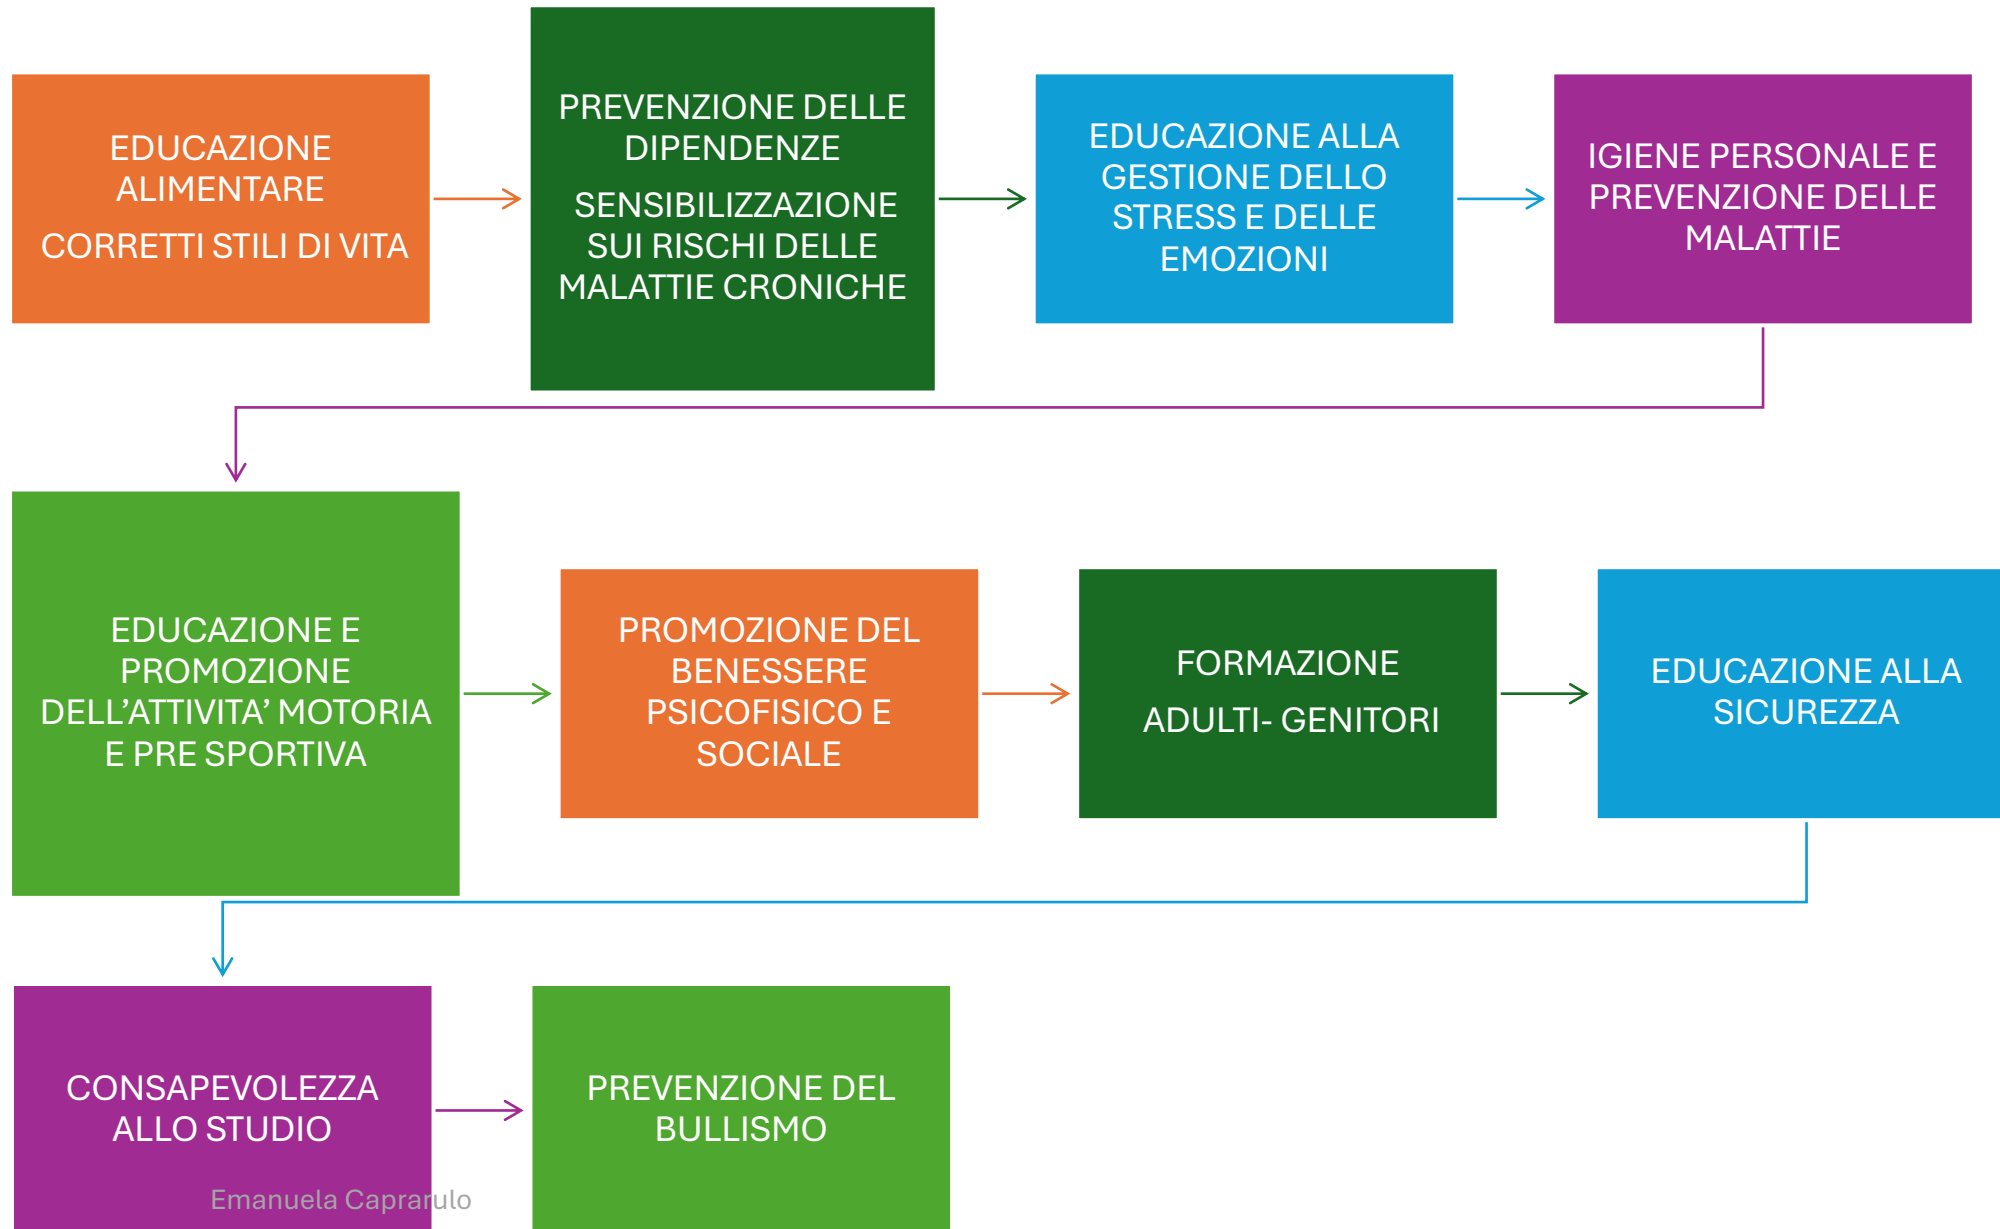 EDUCAZIONE
ALIMENTARE
CORRETTI STILI DI VITA
PREVENZIONE DELLE
DIPENDENZE
SENSIBILIZZAZIONE
SUI RISCHI DELLE
MALATTIE CRONICHE
EDUCAZIONE ALLA
GESTIONE DELLO
STRESS E DELLE
EMOZIONI
IGIENE PERSONALE E
PREVENZIONE DELLE
MALATTIE
EDUCAZIONE E
PROMOZIONE
DELL’ATTIVITA’ MOTORIA
E PRE SPORTIVA
PROMOZIONE DEL
BENESSERE
PSICOFISICO E
SOCIALE
FORMAZIONE
ADULTI- GENITORI
EDUCAZIONE ALLA
SICUREZZA
CONSAPEVOLEZZA
ALLO STUDIO
PREVENZIONE DEL
BULLISMO
Emanuela Caprarulo